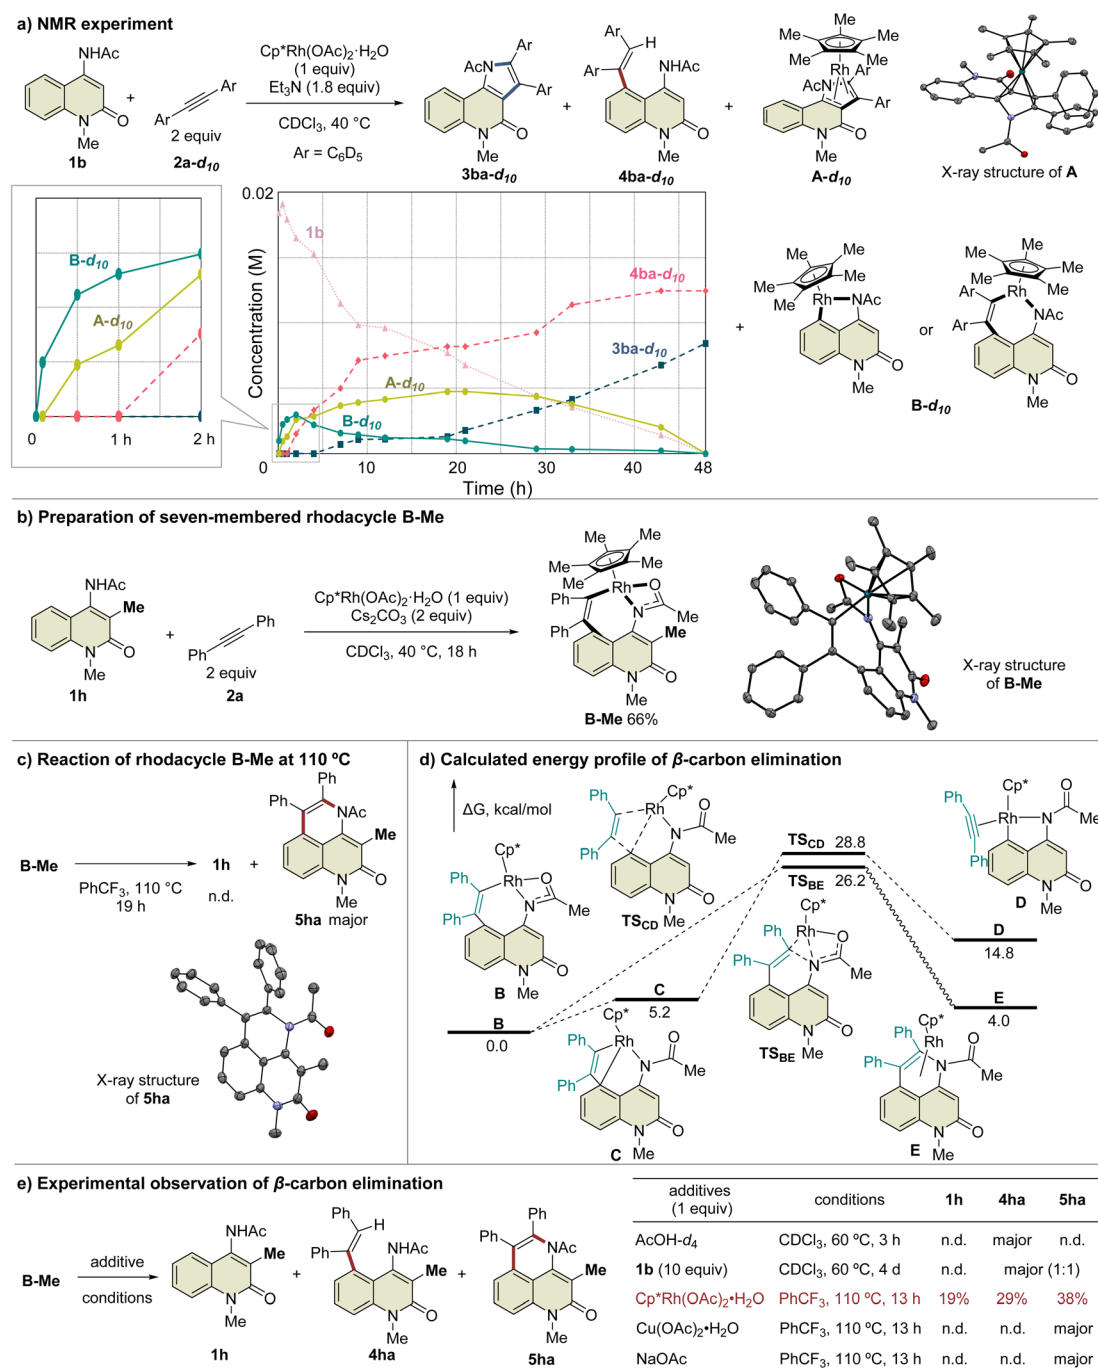 a) NMR experiment
NHAc
N
O
Me
1b
+
Ar
Ar
2 equiv
2a-d10
Cp*Rh(OAc)2·H2O
(1 equiv)
Et3N (1.8 equiv)
CDCl3, 40 °C
Ar = C6D5
Ar
AcN
Ar
N
O
Me
3ba-d10
+
Ar
H
Ar
NHAc
N
O
Me
4ba-d10
+
Me
Me
Me
Me
Me
Rh
Ar
AcN
Ar
N
O
Me
A-d10
X-ray structure of A
B-d10
A-d10
0
1 h
2 h
0.02
Concentration (M)
1b
4ba-d10
3ba-d10
A-d10
B-d10
0
0
10
20
30
40
48
Time (h)
+
Me
Me
Me
Me
Me
Rh
NAc
N
O
Me
or
Me
Me
Me
Me
Me
Ar
Rh
Ar
NAc
N
O
Me
B-d10
b) Preparation of seven-membered rhodacycle B-Me
NHAc
Me
N
O
Me
1h
+
Ph
Ph
2 equiv
2a
Cp*Rh(OAc)2·H2O (1 equiv)
Cs2CO3 (2 equiv)
CDCl3, 40 °C, 18 h
Me
Me
Me
Me
Me
Ph
Rh
O
Ph
N
Me
Me
N
O
Me
B-Me 66%
X-ray structure
of B-Me
c) Reaction of rhodacycle B-Me at 110 ºC
B-Me
PhCF3, 110 °C
19 h
1h
n.d.
+
Ph
Ph
NAc
Me
N
O
Me
5ha major
X-ray structure
of 5ha
d) Calculated energy profile of β-carbon elimination
ΔG, kcal/mol
Cp*
Ph
Rh
O
Ph
N
Me
N
O
Me
B
B
0.0
Cp*
Ph
Rh
O
Ph
N
Me
N
O
Me
TSCD
C
5.2
Cp*
Ph
Rh
O
Ph
N
Me
N
O
Me
C
TSCD 28.8
TSBE
26.2
Cp*
Ph
Rh
O
Ph
N
Me
N
O
Me
TSBE
Cp*
Ph
Rh
O
Ph
N
Me
N
O
Me
D
D
14.8
E
4.0
Cp*
Ph
Rh
O
Ph
N
Me
N
O
Me
E
e) Experimental observation of β-carbon elimination
B-Me
additive
conditions
NHAc
Me
N
O
Me
1h
+
Ph
H
Ph
NHAc
Me
N
O
Me
4ha
+
Ph
Ph
NAc
Me
N
O
Me
5ha
additives
(1 equiv)
conditions
1h
4ha
5ha
AcOH-d4 CDCl3, 60 ºC, 3 h n.d. major n.d.
1b (10 equiv) CDCl3, 60 ºC, 4 d n.d. major (1:1)
Cp*Rh(OAc)2•H2O PhCF3, 110 ºC, 13 h 19% 29% 38%
Cu(OAc)2•H2O PhCF3, 110 ºC, 13 h n.d. n.d. major
NaOAc PhCF3, 110 ºC, 13 h n.d. n.d. major